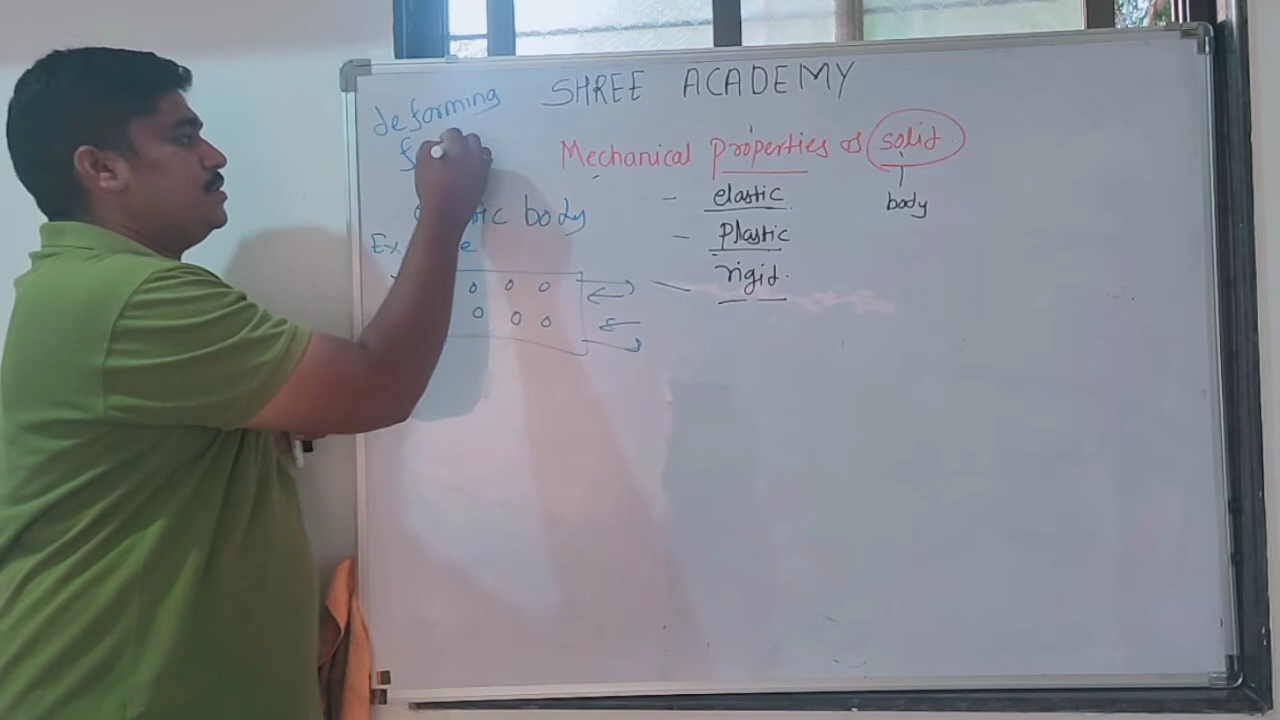 SHREE ACADEMY
deforming
Mechanical properties of solid.
body
- elastic
- Plastic
- rigid.
body